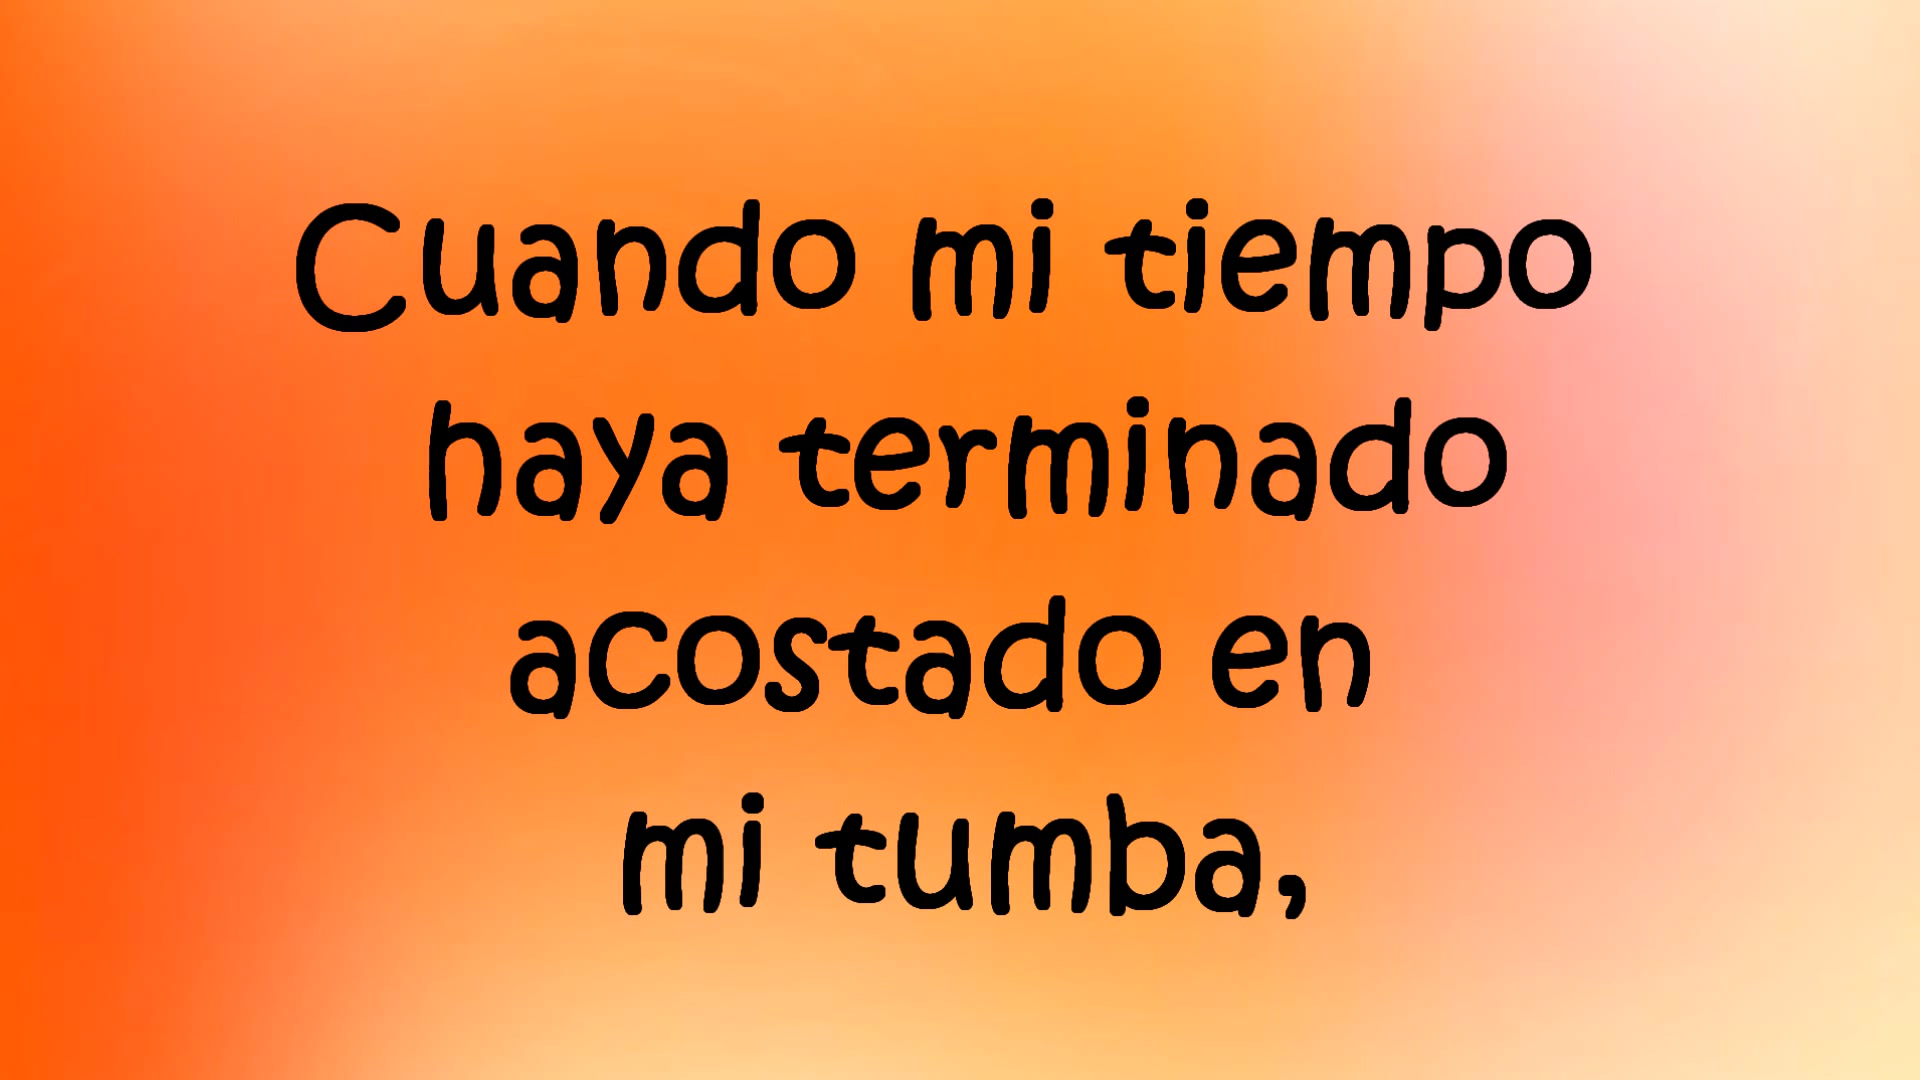 Cuando mi tiempo
haya terminado
acostado en
mi tumba,